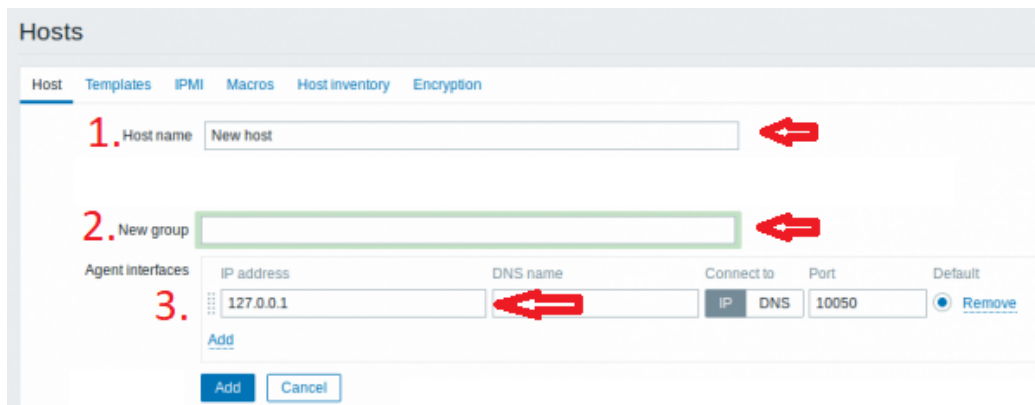 Hosts
Host Templates IPMI Macros Host inventory Encryption
1. Host name New host
2. New group
Agent interfaces IP address DNS name Connect to Port Default
3. 127.0.0.1 IP DNS 10050 Remove
Add
Add Cancel